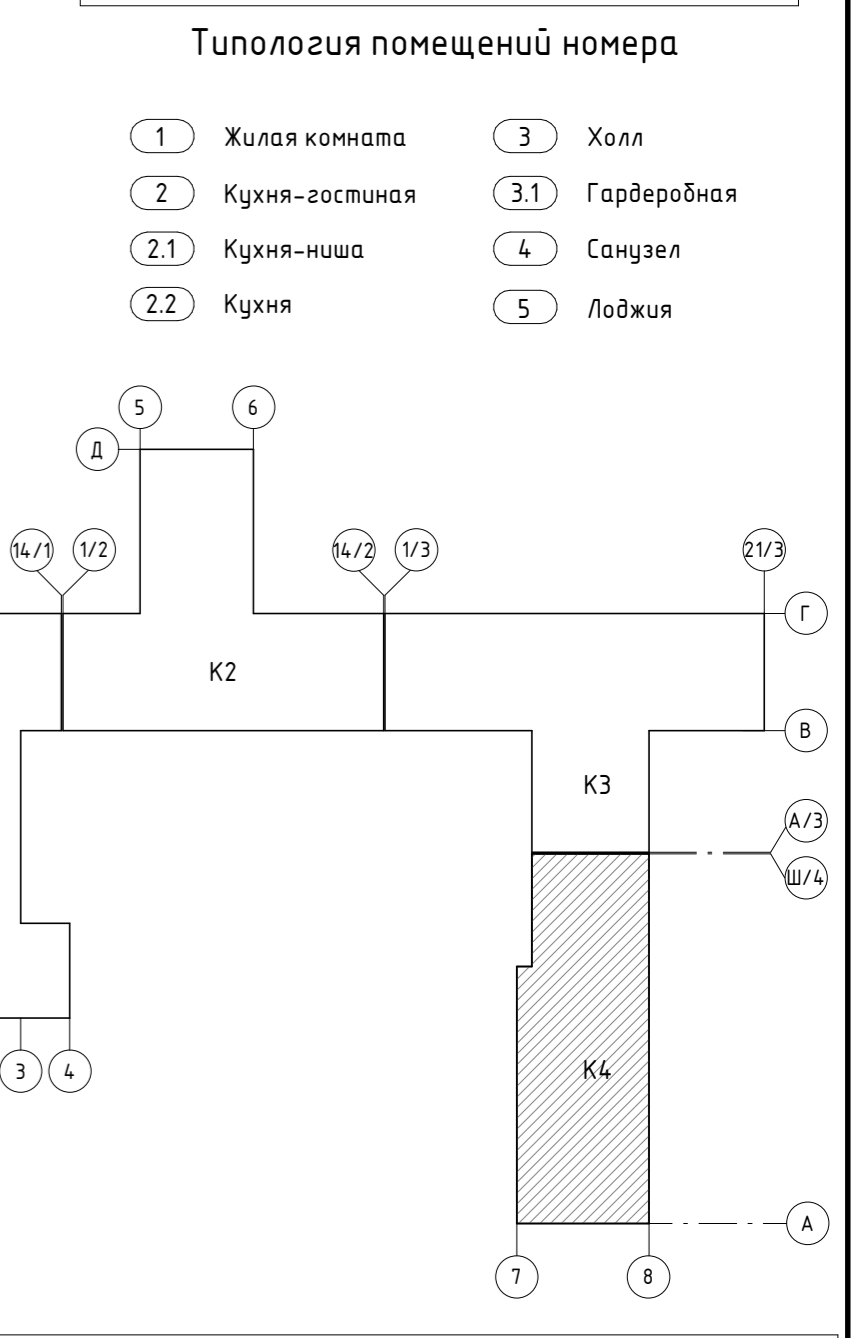 Типология помещений номера
1 Жилая комната 3 Холл
2 Кухня-гостиная 3.1 Гардеробная
2.1 Кухня-ниша 4 Санузел
2.2 Кухня 5 Лоджия
5 6
Д
14/1 1/2 14/2 1/3 21/3
Г
К2
В
К3
А/3
Ш/4
3 4 К4
А
7 8